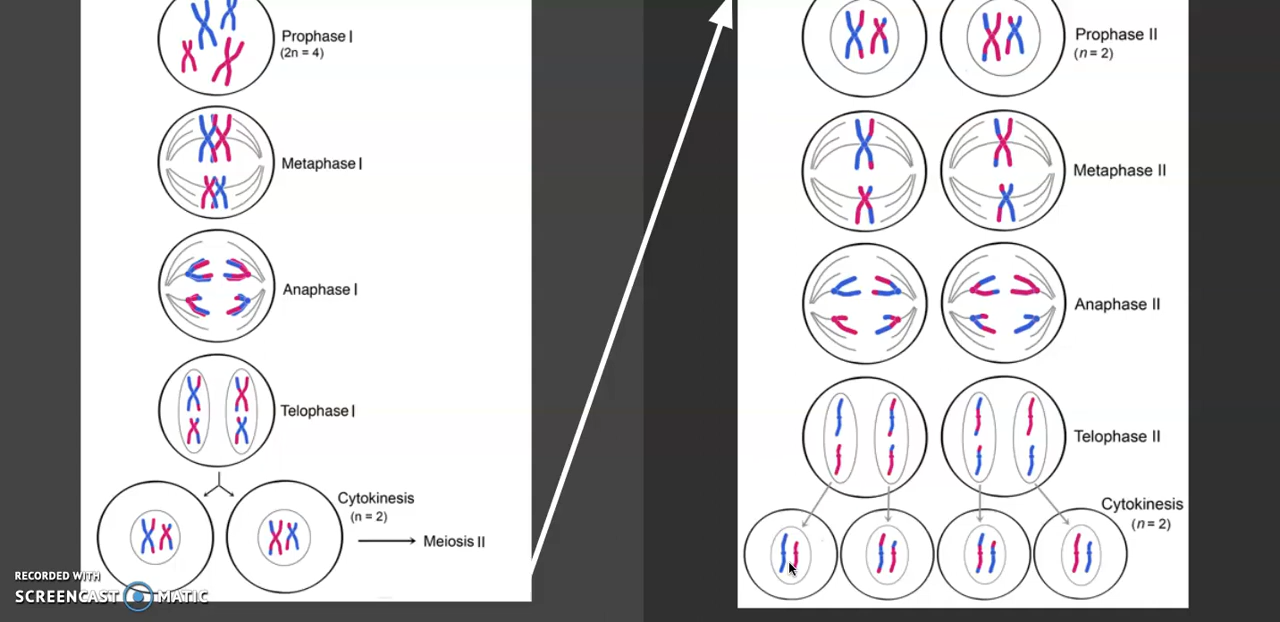 Prophase I
(2n = 4)
Metaphase I
Anaphase I
Telophase I
Cytokinesis
(n = 2)
Meiosis II
Prophase II
(n = 2)
Metaphase II
Anaphase II
Telophase II
Cytokinesis
(n = 2)
RECORDED WITH
SCREENCAST MATIC